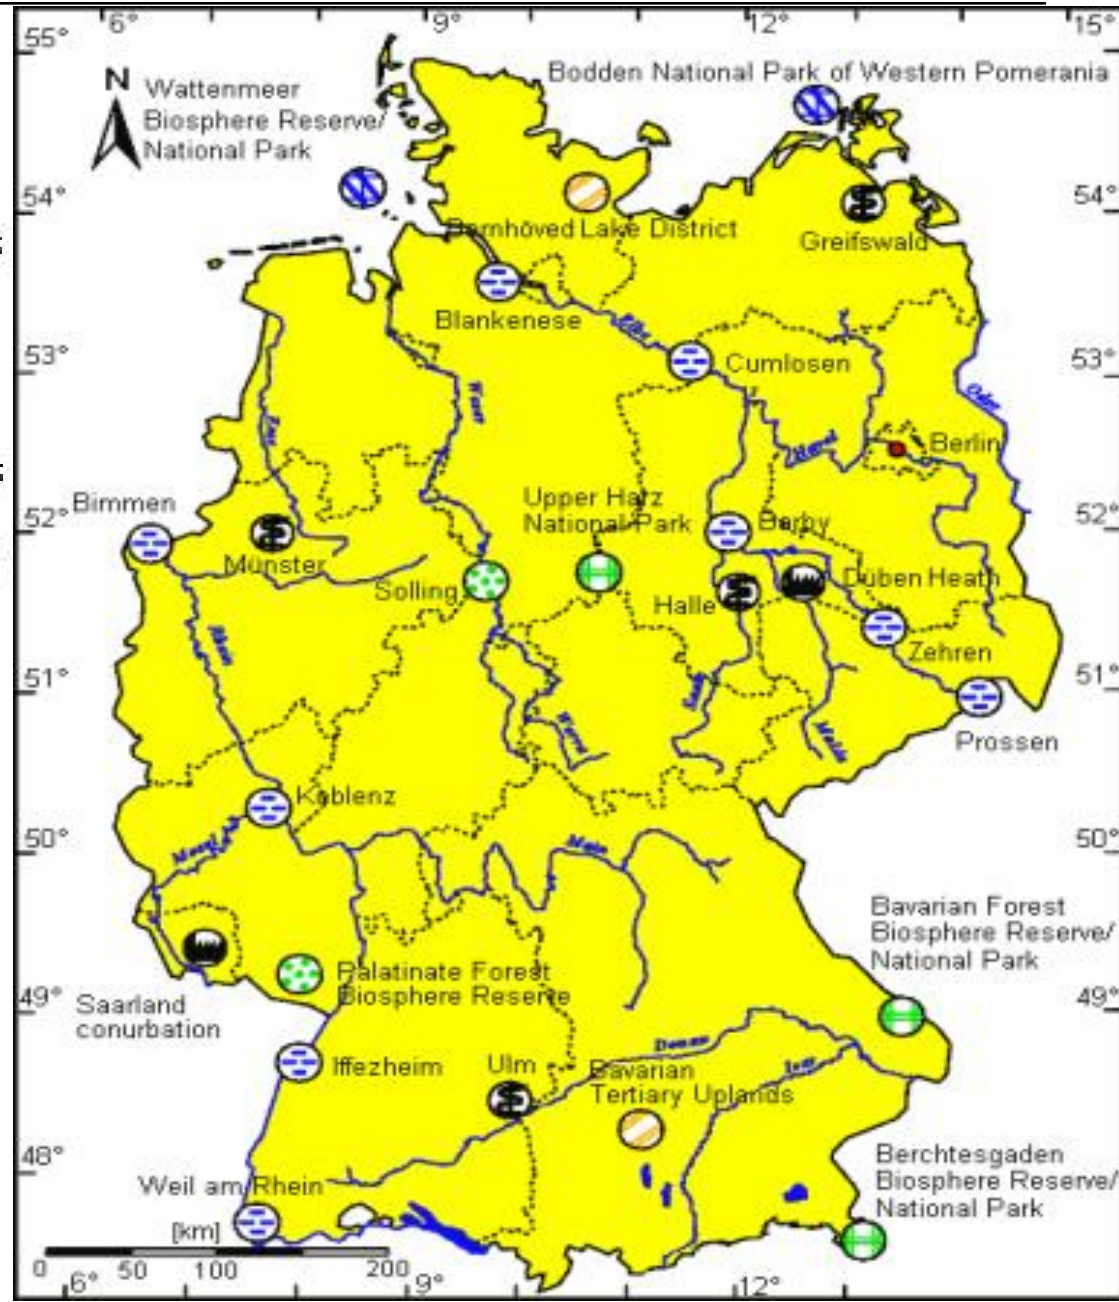 6° 9° 12° 15°
55°
N
Wattenmeer
Biosphere Reserve/
National Park
Bodden National Park of Western Pomerania
54° 54°
Bornhöved Lake District
Greifswald
Blankenese
Elbe
53° 53°
Cumlosen
Weser
Oder
Ems
Havel
Berlin
Bimmen
Upper Harz
National Park
52° 52°
Barby
Münster
Solling
Halle
Düben Heath
Rhein
Zehren
51° 51°
Saale
Werra
Mulde
Prossen
Koblenz
Mosel
Main
50° 50°
Bavarian Forest
Biosphere Reserve/
National Park
Palatinate Forest
Biosphere Reserve
49° 49°
Saarland
conurbation
Donau
Iffezheim
Ulm
Isar
Bavarian
Tertiary Uplands
48°
Weil am Rhein
Berchtesgaden
Biosphere Reserve/
National Park
[km]
0 50 100 200
6° 9° 12°